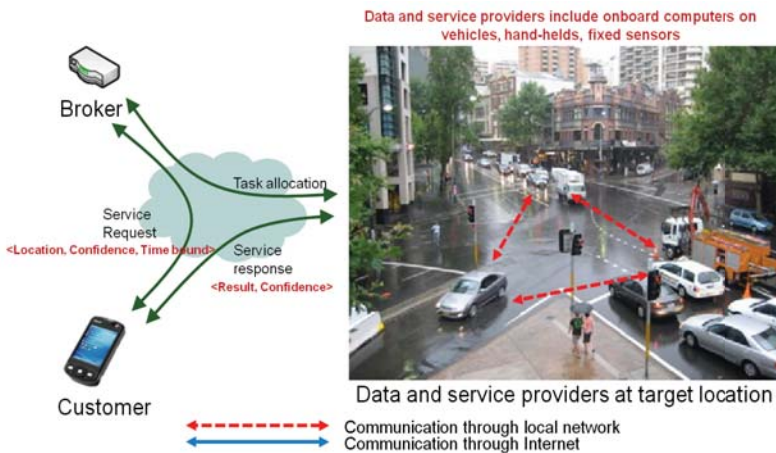 Data and service providers include onboard computers on
vehicles, hand-helds, fixed sensors
Broker
Task allocation
Service
Request
<Location, Confidence, Time bound>
Service
response
<Result, Confidence>
Customer
Data and service providers at target location
Communication through local network
Communication through Internet